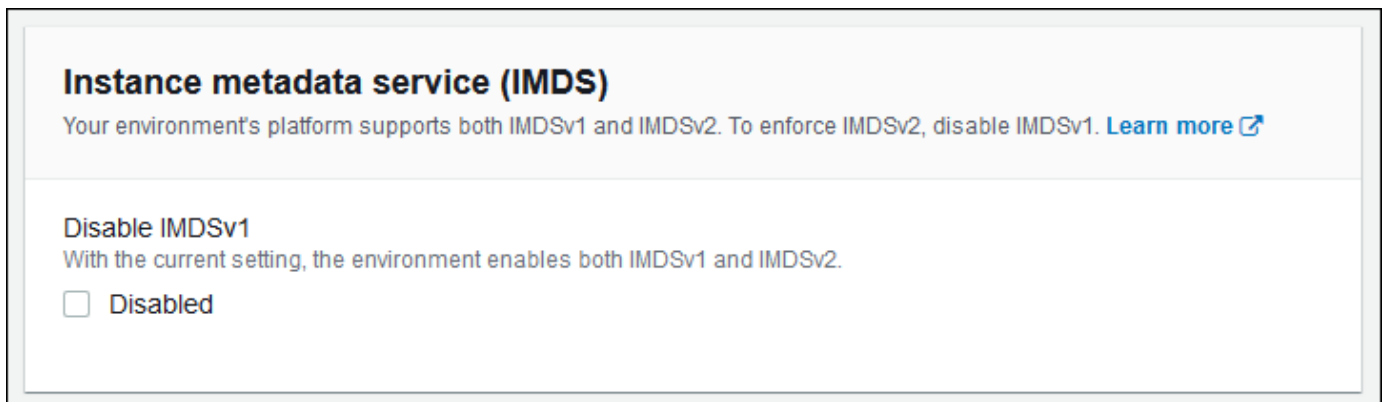 Instance metadata service (IMDS)
Your environment's platform supports both IMDSv1 and IMDSv2. To enforce IMDSv2, disable IMDSv1. Learn more
Disable IMDSv1
With the current setting, the environment enables both IMDSv1 and IMDSv2.
Disabled